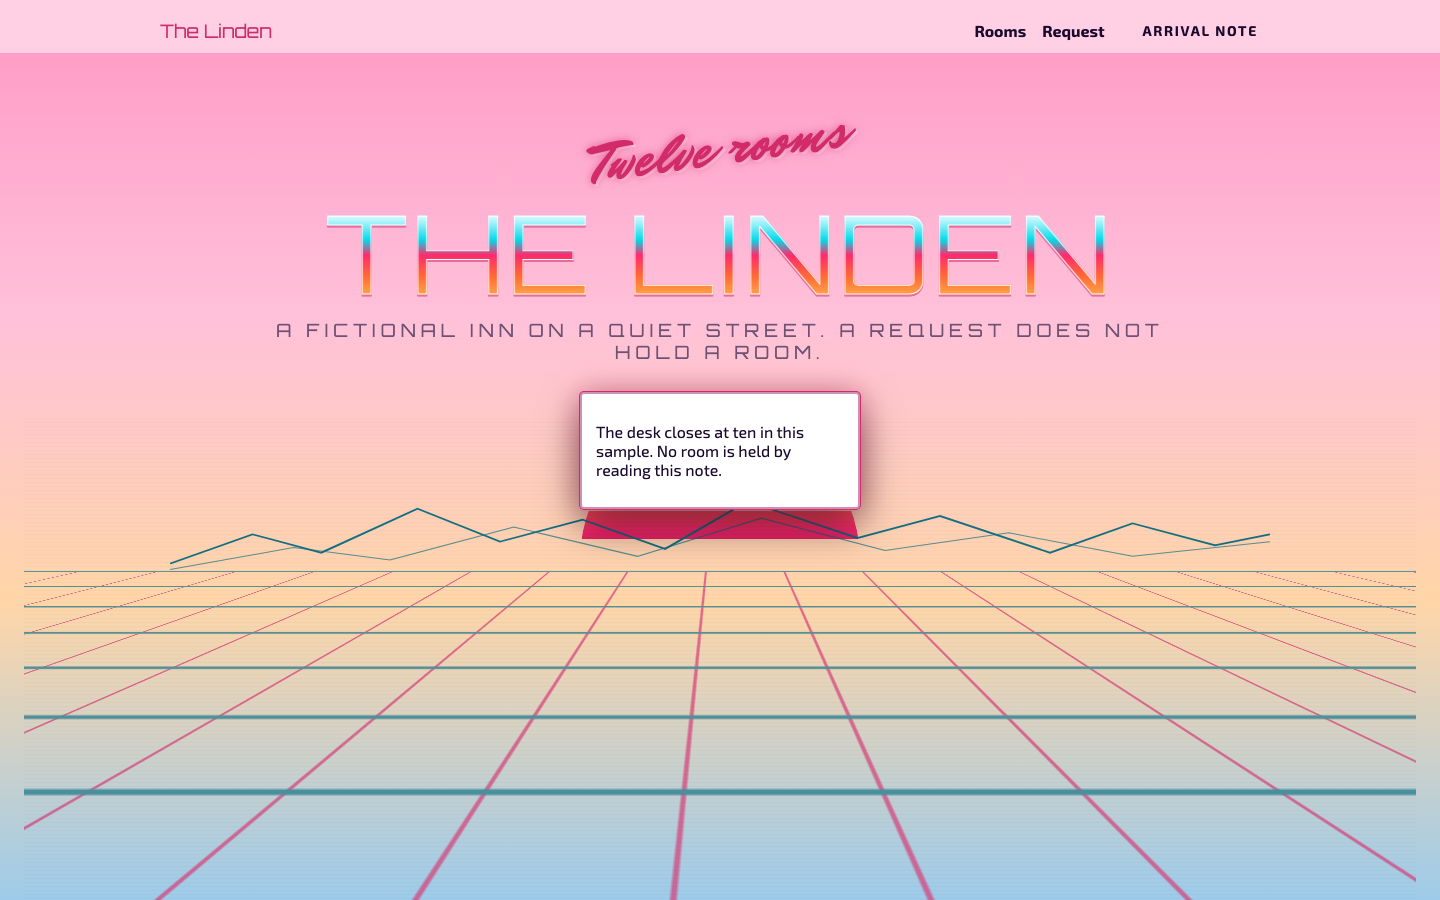 The Linden
Rooms Request ARRIVAL NOTE
Twelve rooms
THE LINDEN
A FICTIONAL INN ON A QUIET STREET. A REQUEST DOES NOT
HOLD A ROOM.
The desk closes at ten in this
sample. No room is held by
reading this note.